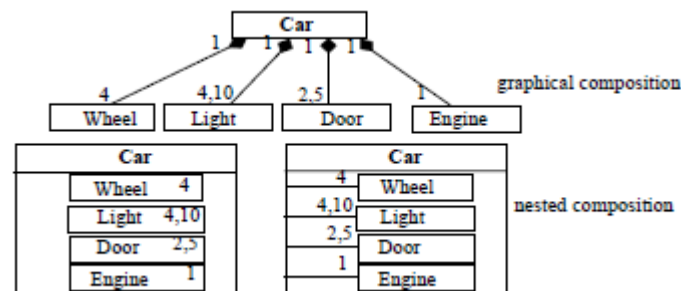 Car
1 1 1 1
4 4,10 2,5 1
graphical composition
Wheel Light Door Engine
Car
Wheel 4
Light 4,10
Door 2,5
Engine 1
Car
4 Wheel
4,10 Light
2,5 Door
1 Engine
nested composition